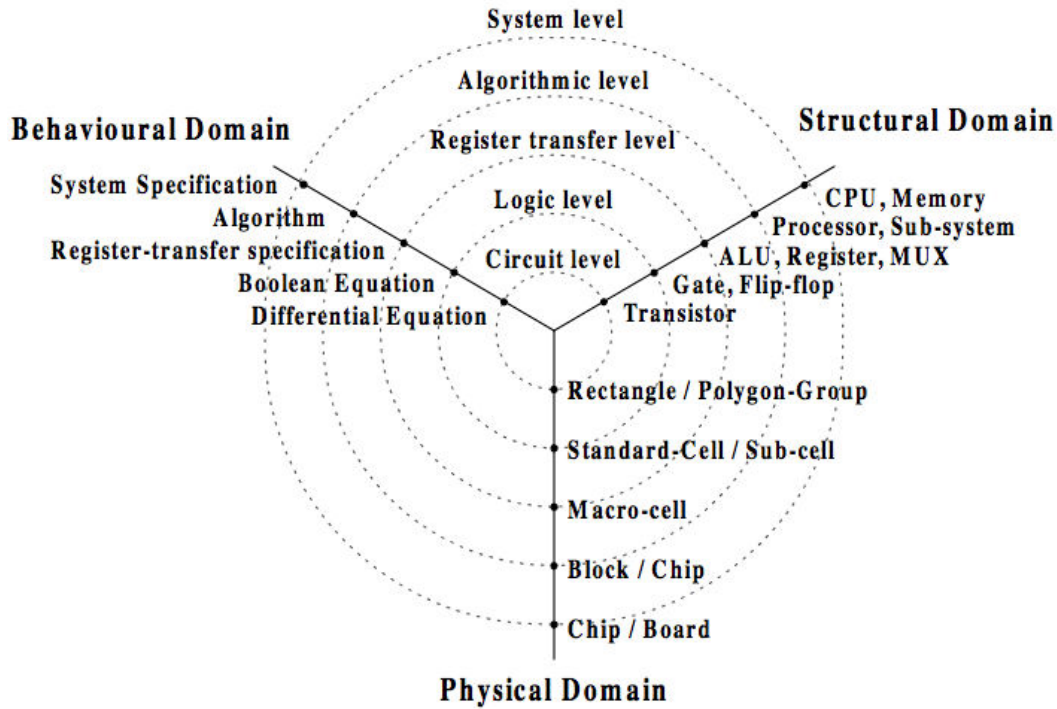 System level
Algorithmic level
Behavioural Domain
Structural Domain
Register transfer level
System Specification
CPU, Memory
Logic level
Algorithm
Processor, Sub-system
Register-transfer specification
ALU, Register, MUX
Circuit level
Boolean Equation
Gate, Flip-flop
Differential Equation
Transistor
Rectangle / Polygon-Group
Standard-Cell / Sub-cell
Macro-cell
Block / Chip
Chip / Board
Physical Domain